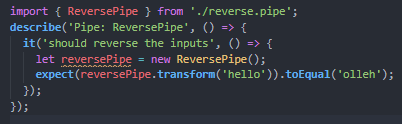 import { ReversePipe } from './reverse.pipe';
describe('Pipe: ReversePipe', () => {
  it('should reverse the inputs', () => {
    let reversePipe = new ReversePipe();
    expect(reversePipe.transform('hello')).toEqual('olleh');
  });
});